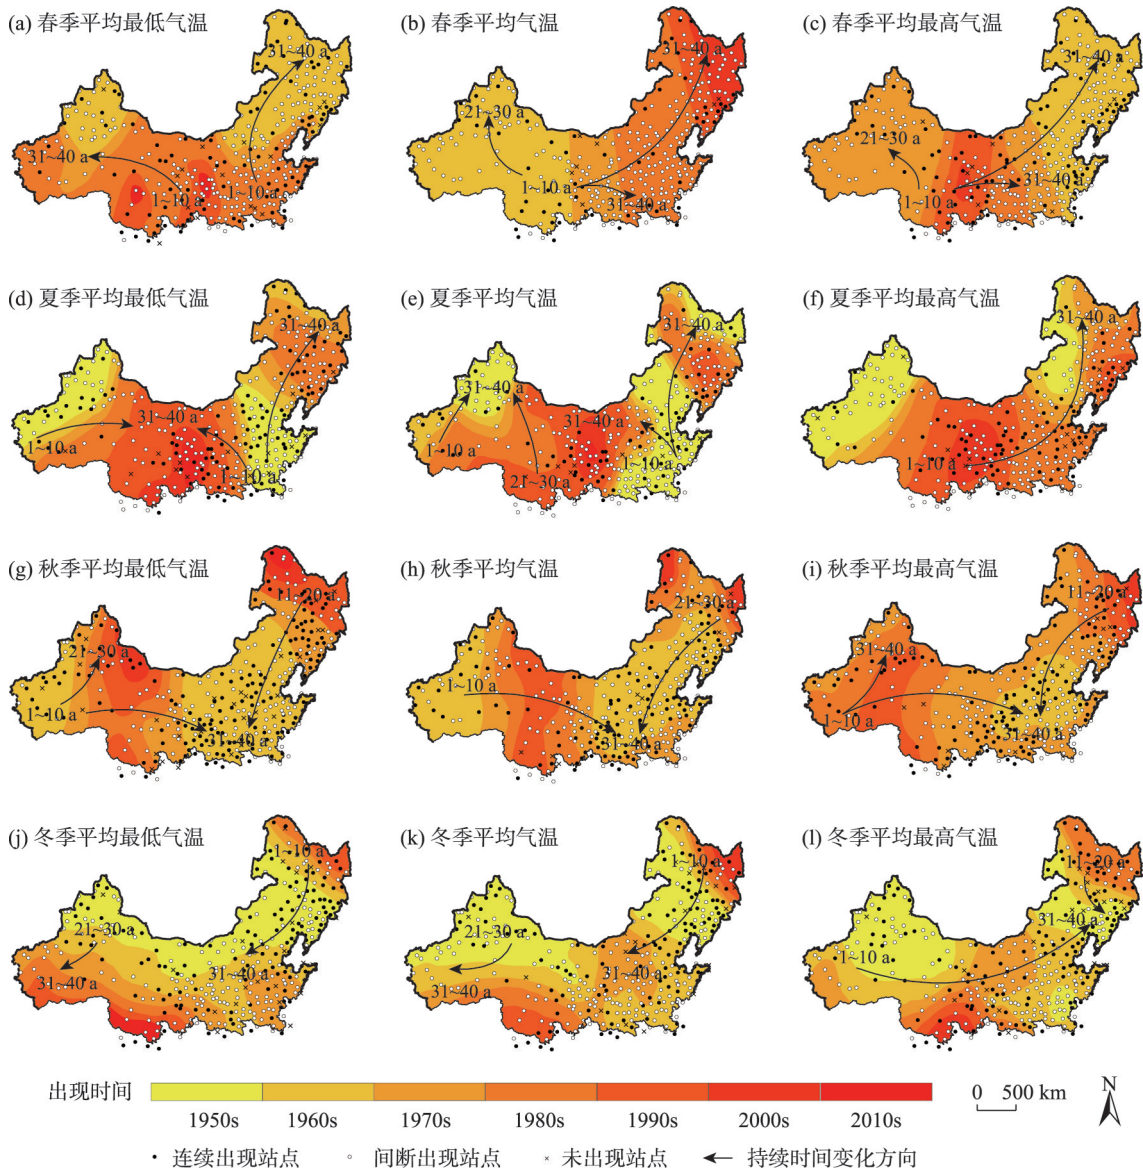 (a) 春季平均最低气温
31~40 a
31~40 a
1~10 a
1~10 a
(b) 春季平均气温
31~40 a
21~30 a
1~10 a
31~40 a
(c) 春季平均最高气温
31~40 a
21~30 a
31~40 a
1~10 a
(d) 夏季平均最低气温
31~40 a
31~40 a
1~10 a
1~10 a
(e) 夏季平均气温
31~40 a
31~40 a
31~40 a
1~10 a
1~10 a
21~30 a
(f) 夏季平均最高气温
31~40 a
1~10 a
(g) 秋季平均最低气温
11~20 a
21~30 a
1~10 a
31~40 a
(h) 秋季平均气温
21~30 a
1~10 a
31~40 a
(i) 秋季平均最高气温
11~20 a
31~40 a
1~10 a
31~40 a
(j) 冬季平均最低气温
1~10 a
21~30 a
31~40 a
31~40 a
(k) 冬季平均气温
1~10 a
21~30 a
31~40 a
31~40 a
(l) 冬季平均最高气温
11~20 a
31~40 a
1~10 a
出现时间
1950s 1960s 1970s 1980s 1990s 2000s 2010s
0 500 km
N
连续出现站点 间断出现站点 未出现站点 持续时间变化方向